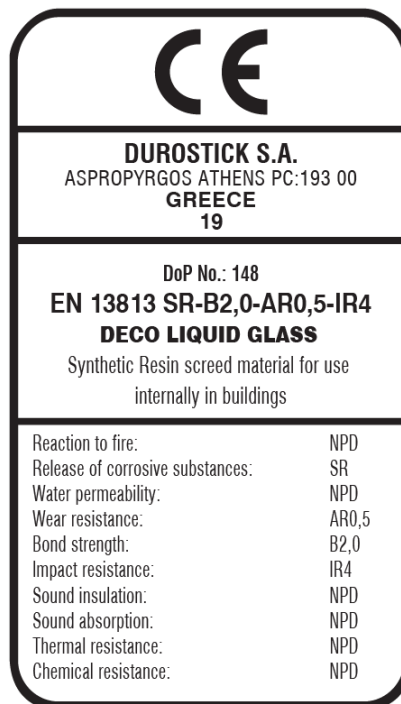 CE
DUROSTICK S.A.
ASPROPYRGOS ATHENS PC:193 00
GREECE
19
DoP No.: 148
EN 13813 SR-B2,0-AR0,5-IR4
DECO LIQUID GLASS
Synthetic Resin screed material for use
internally in buildings
Reaction to fire: NPD
Release of corrosive substances: SR
Water permeability: NPD
Wear resistance: AR0,5
Bond strength: B2,0
Impact resistance: IR4
Sound insulation: NPD
Sound absorption: NPD
Thermal resistance: NPD
Chemical resistance: NPD